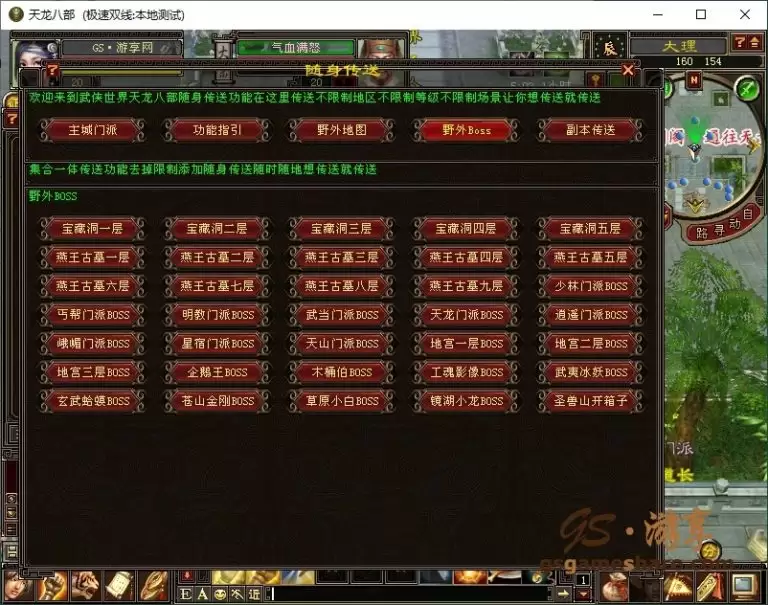 天龙八部 (极速双线:本地测试)
GS·游享网
气血满怒
辰
大理
160 154
20
20
随身传送
N
欢迎来到武侠世界天龙八部随身传送功能在这里传送不限制地区不限制等级不限制场景让你想传送就传送
主城门派 功能指引 野外地图 野外Boss 副本传送
集合一体传送功能去掉限制添加随身传送随时随地想传送就传送
自动寻路
野外BOSS
宝藏洞一层 宝藏洞二层 宝藏洞三层 宝藏洞四层 宝藏洞五层
燕王古墓一层 燕王古墓二层 燕王古墓三层 燕王古墓四层 燕王古墓五层
燕王古墓六层 燕王古墓七层 燕王古墓八层 燕王古墓九层 少林门派BOSS
丐帮门派BOSS 明教门派BOSS 武当门派BOSS 天龙门派BOSS 逍遥门派BOSS
峨嵋门派BOSS 星宿门派BOSS 天山门派BOSS 地宫一层BOSS 地宫二层BOSS
地宫三层BOSS 企鹅王BOSS 木桶伯BOSS 工魂影像BOSS 武夷冰妖BOSS
玄武蛤蟆BOSS 苍山金刚BOSS 草原小白BOSS 镜湖小龙BOSS 圣兽山开箱子
门派
道长
GS·游享
E A 近
1